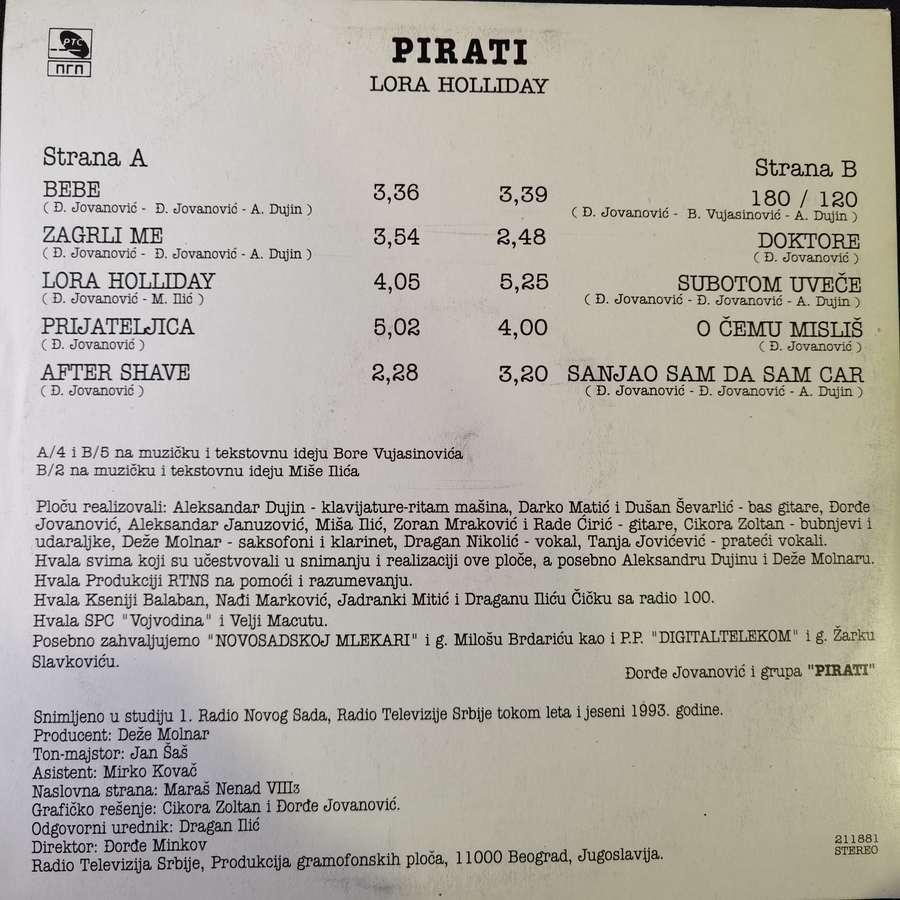 РТС
ПГП
PIRATI
LORA HOLLIDAY
Strana A
BEBE 3,36
( Đ. Jovanović - Đ. Jovanović - A. Dujin )
ZAGRLI ME 3,54
( Đ. Jovanović - Đ. Jovanović - A. Dujin )
LORA HOLLIDAY 4,05
( Đ. Jovanović - M. Ilić )
PRIJATELJICA 5,02
( Đ. Jovanović )
AFTER SHAVE 2,28
( Đ. Jovanović )
Strana B
3,39 180 / 120
( Đ. Jovanović - B. Vujasinović - A. Dujin )
2,48 DOKTORE
( Đ. Jovanović )
5,25 SUBOTOM UVEČE
( Đ. Jovanović - Đ. Jovanović - A. Dujin )
4,00 O ČEMU MISLIŠ
( Đ. Jovanović )
3,20 SANJAO SAM DA SAM CAR
( Đ. Jovanović - Đ. Jovanović - A. Dujin )
A/4 i B/5 na muzičku i tekstovnu ideju Bore Vujasinovića
B/2 na muzičku i tekstovnu ideju Miše Ilića
Ploču realizovali: Aleksandar Dujin - klavijature-ritam mašina, Darko Matić i Dušan Ševarlić - bas gitare, Đorđe
Jovanović, Aleksandar Januzović, Miša Ilić, Zoran Mraković i Rade Ćirić - gitare, Cikora Zoltan - bubnjevi i
udaraljke, Deže Molnar - saksofoni i klarinet, Dragan Nikolić - vokal, Tanja Jovićević - prateći vokali.
Hvala svima koji su učestvovali u snimanju i realizaciji ove ploče, a posebno Aleksandru Dujinu i Deže Molnaru.
Hvala Produkciji RTNS na pomoći i razumevanju.
Hvala Kseniji Balaban, Nađi Marković, Jadranki Mitić i Draganu Iliću Čičku sa radio 100.
Hvala SPC "Vojvodina" i Velji Macutu.
Posebno zahvaljujemo "NOVOSADSKOJ MLEKARI" i g. Milošu Brdariću kao i P.P. "DIGITALTELEKOM" i g. Žarku
Slavkoviću.
Đorđe Jovanović i grupa "PIRATI"
Snimljeno u studiju 1. Radio Novog Sada, Radio Televizije Srbije tokom leta i jeseni 1993. godine.
Producent: Deže Molnar
Ton-majstor: Jan Šaš
Asistent: Mirko Kovač
Naslovna strana: Maraš Nenad VIII3
Grafičko rešenje: Cikora Zoltan i Đorđe Jovanović.
Odgovorni urednik: Dragan Ilić
Direktor: Đorđe Minkov
Radio Televizija Srbije, Produkcija gramofonskih ploča, 11000 Beograd, Jugoslavija.
211881
STEREO